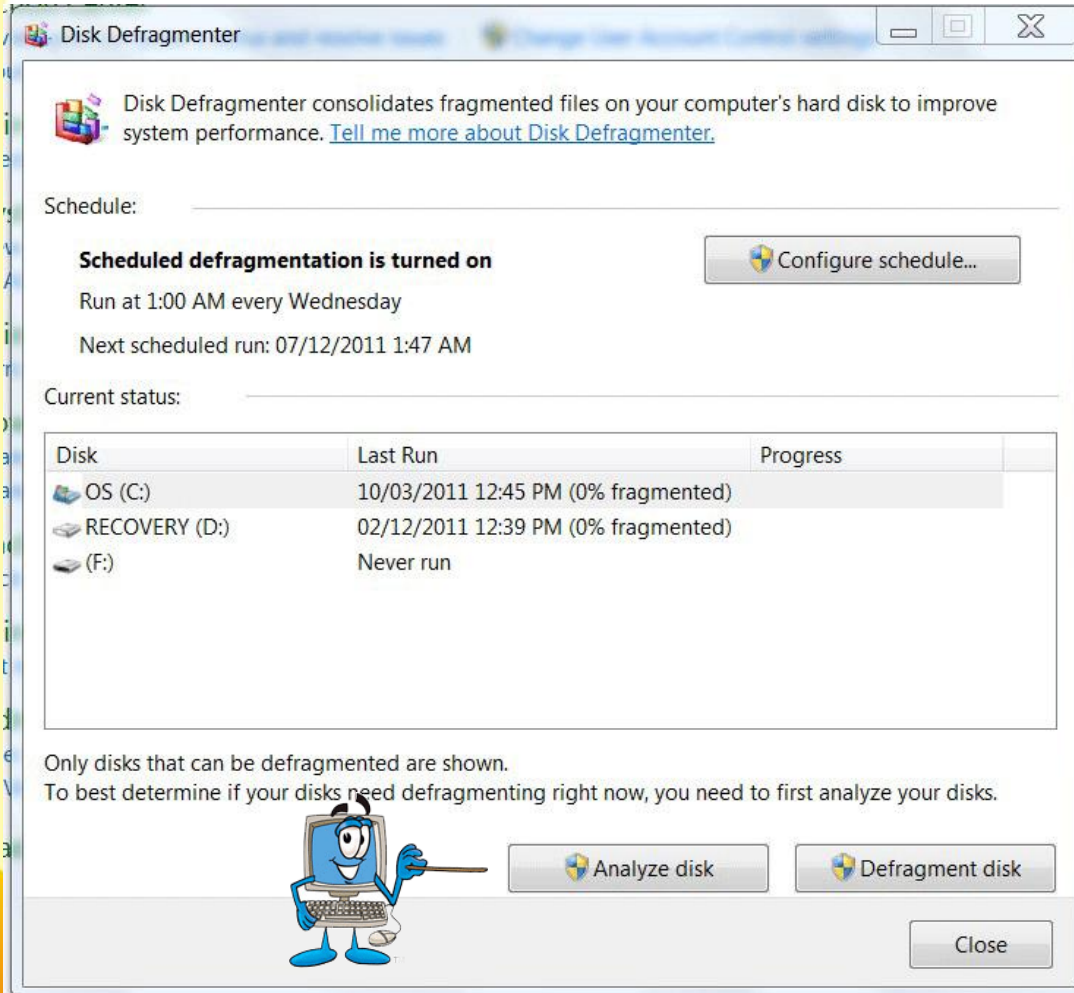 Disk Defragmenter
Disk Defragmenter consolidates fragmented files on your computer's hard disk to improve
system performance. Tell me more about Disk Defragmenter.
Schedule:
Scheduled defragmentation is turned on
Configure schedule...
Run at 1:00 AM every Wednesday
Next scheduled run: 07/12/2011 1:47 AM
Current status:
Disk Last Run Progress
OS (C:) 10/03/2011 12:45 PM (0% fragmented)
RECOVERY (D:) 02/12/2011 12:39 PM (0% fragmented)
(F:) Never run
Only disks that can be defragmented are shown.
To best determine if your disks need defragmenting right now, you need to first analyze your disks.
Analyze disk Defragment disk
Close